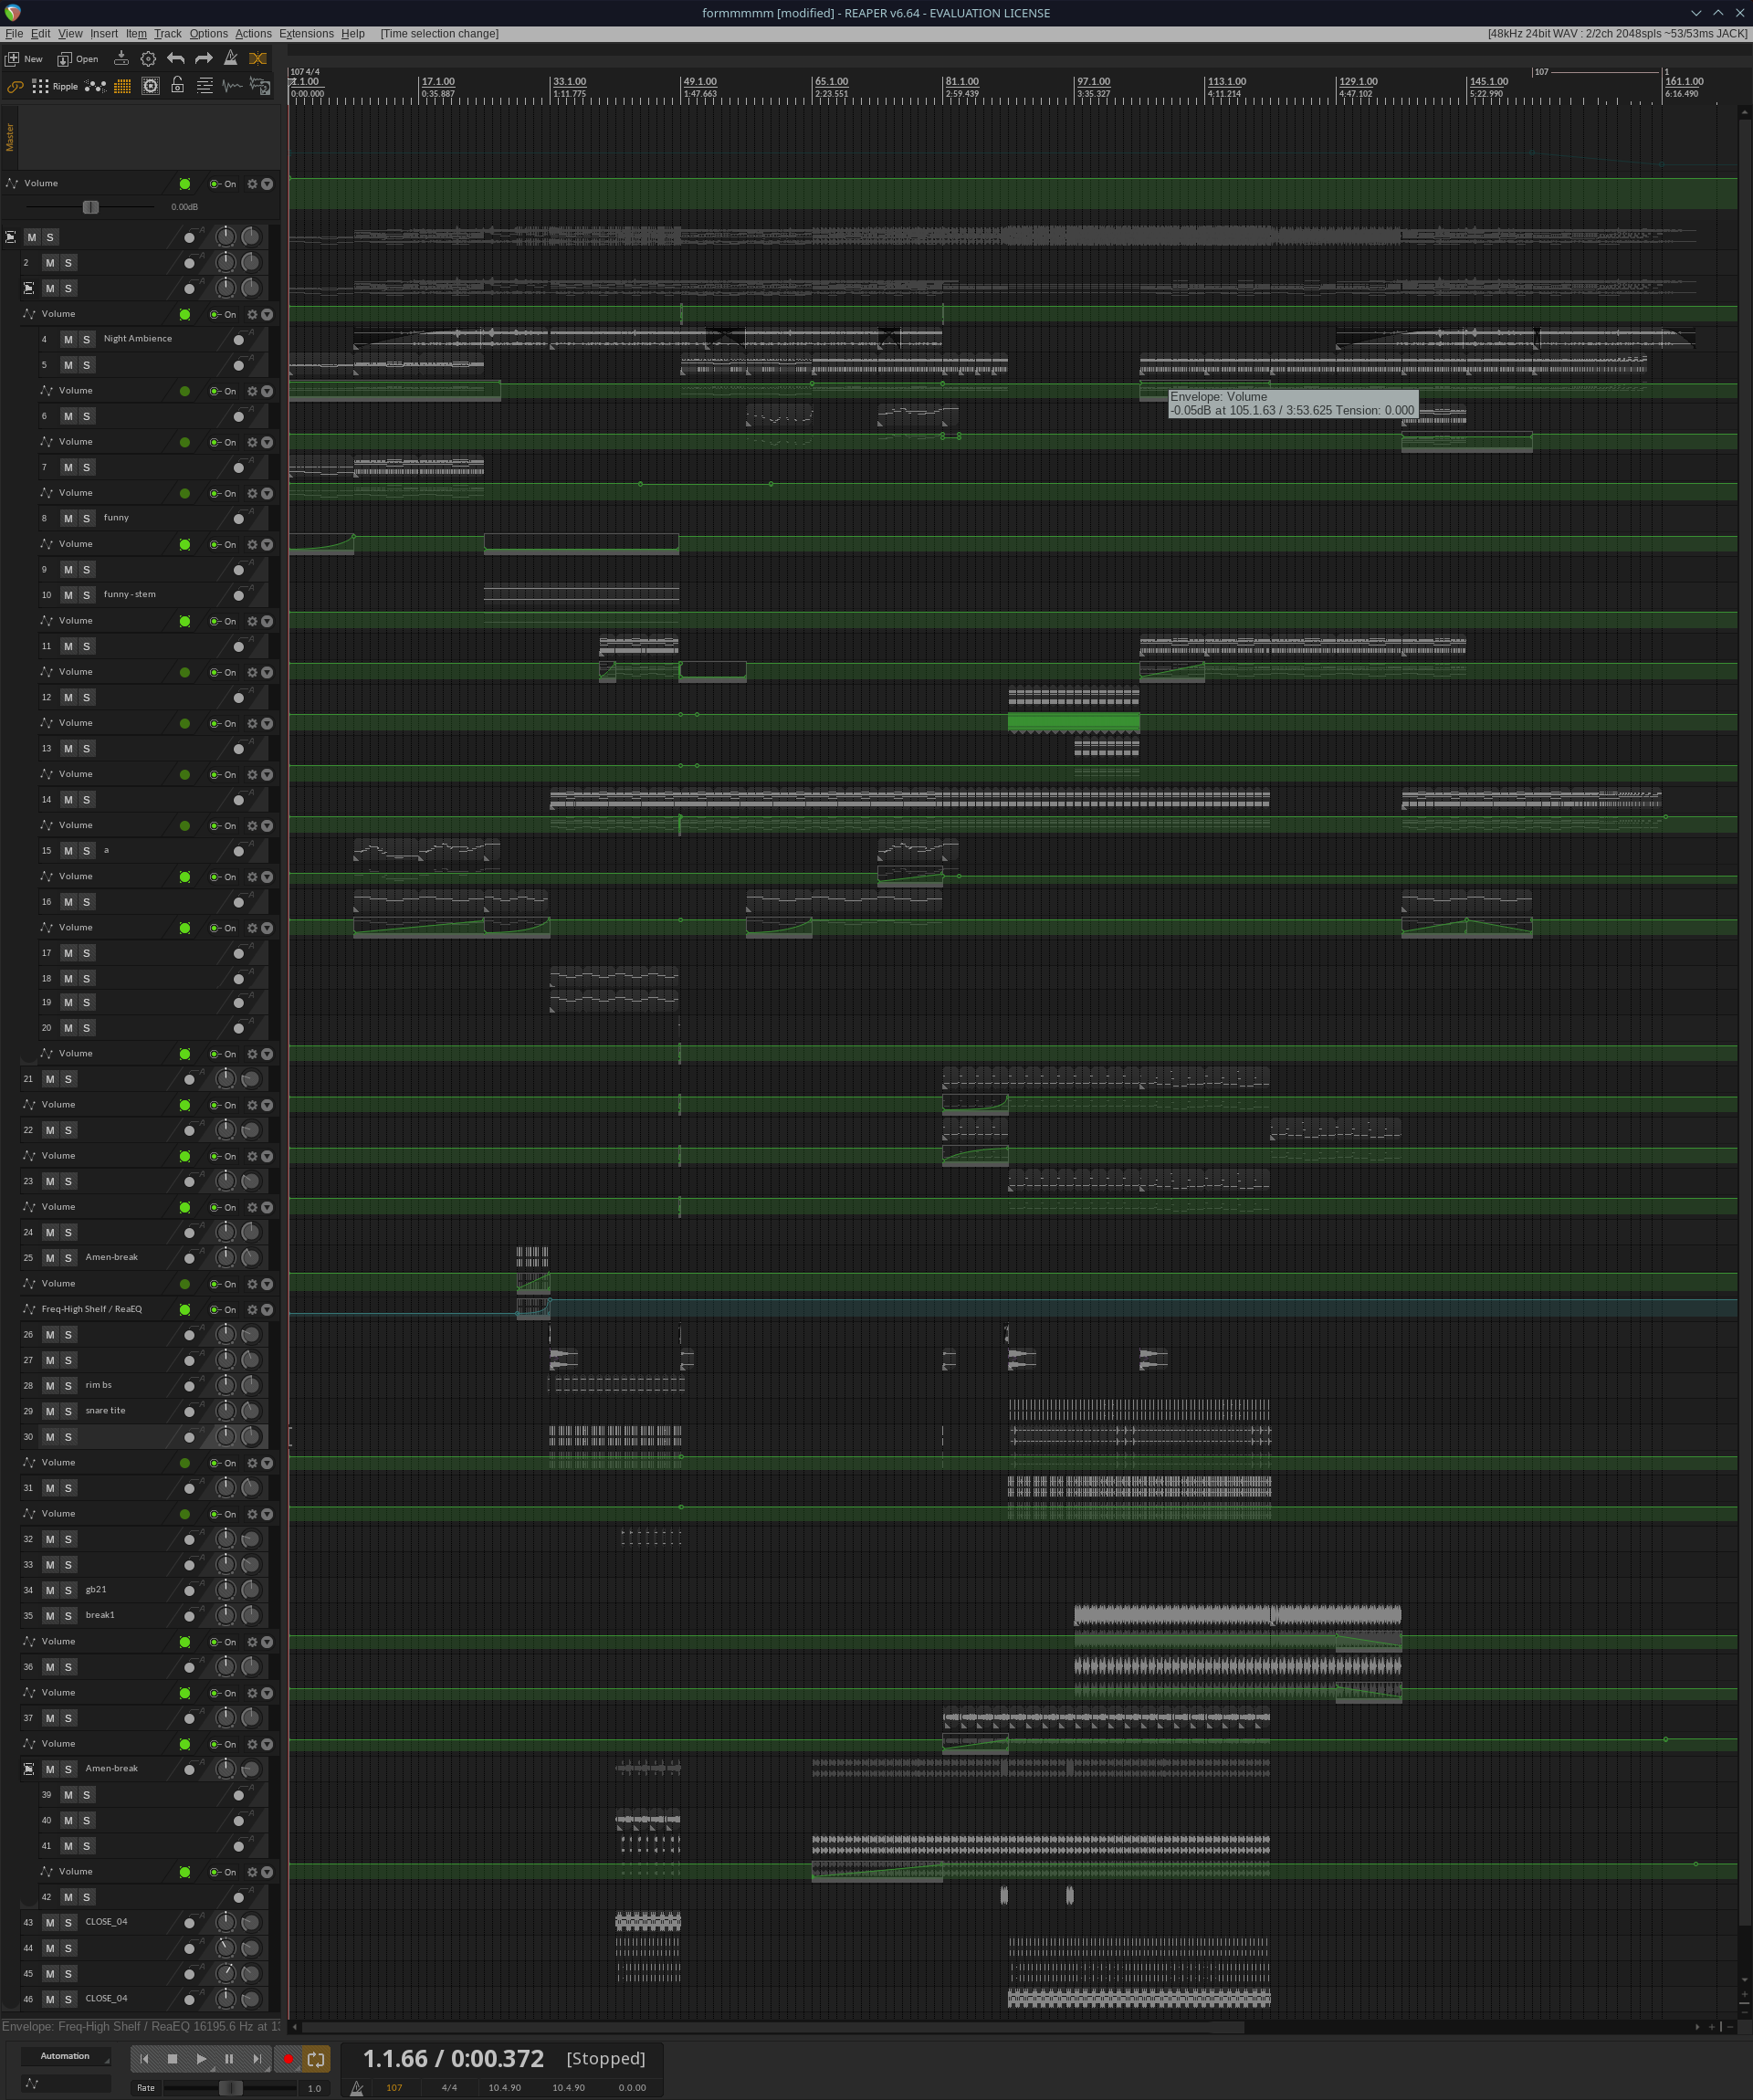 formmmmm [modified] - REAPER v6.64 - EVALUATION LICENSE
File Edit View Insert Item Track Options Actions Extensions Help [Time selection change] [48kHz 24bit WAV : 2/2ch 2048spls ~53/53ms JACK]
New Open
Ripple
107 4/4 107 1
1.1.00 17.1.00 33.1.00 49.1.00 65.1.00 81.1.00 97.1.00 113.1.00 129.1.00 145.1.00 161.1.00
0:00.000 0:35.887 1:11.775 1:47.663 2:23.551 2:59.439 3:35.327 4:11.214 4:47.102 5:22.990 6:16.490
Master
Volume On
0.00dB
M S
2 M S
M S
Volume On
4 M S Night Ambience
5 M S
Volume On
Envelope: Volume
-0.05dB at 105.1.63 / 3:53.625 Tension: 0.000
6 M S
Volume On
7 M S
Volume On
8 M S funny
Volume On
9 M S
10 M S funny-stem
Volume On
11 M S
Volume On
12 M S
Volume On
13 M S
Volume On
14 M S
Volume On
15 M S a
Volume On
16 M S
Volume On
17 M S
18 M S
19 M S
20 M S
Volume On
21 M S
Volume On
22 M S
Volume On
23 M S
Volume On
24 M S
25 M S Amen-break
Volume On
Freq-High Shelf / ReaEQ On
26 M S
27 M S
28 M S rim bs
29 M S snare tite
30 M S
Volume On
31 M S
Volume On
32 M S
33 M S
34 M S gb21
35 M S break1
Volume On
36 M S
Volume On
37 M S
Volume On
M S Amen-break
39 M S
40 M S
41 M S
Volume On
42 M S
43 M S CLOSE_04
44 M S
45 M S
46 M S CLOSE_04
Envelope: Freq-High Shelf / ReaEQ 16195.6 Hz at
Automation
1.1.66 / 0:00.372 [Stopped]
Rate 1.0
107 4/4 10.4.90 10.4.90 0.0.00